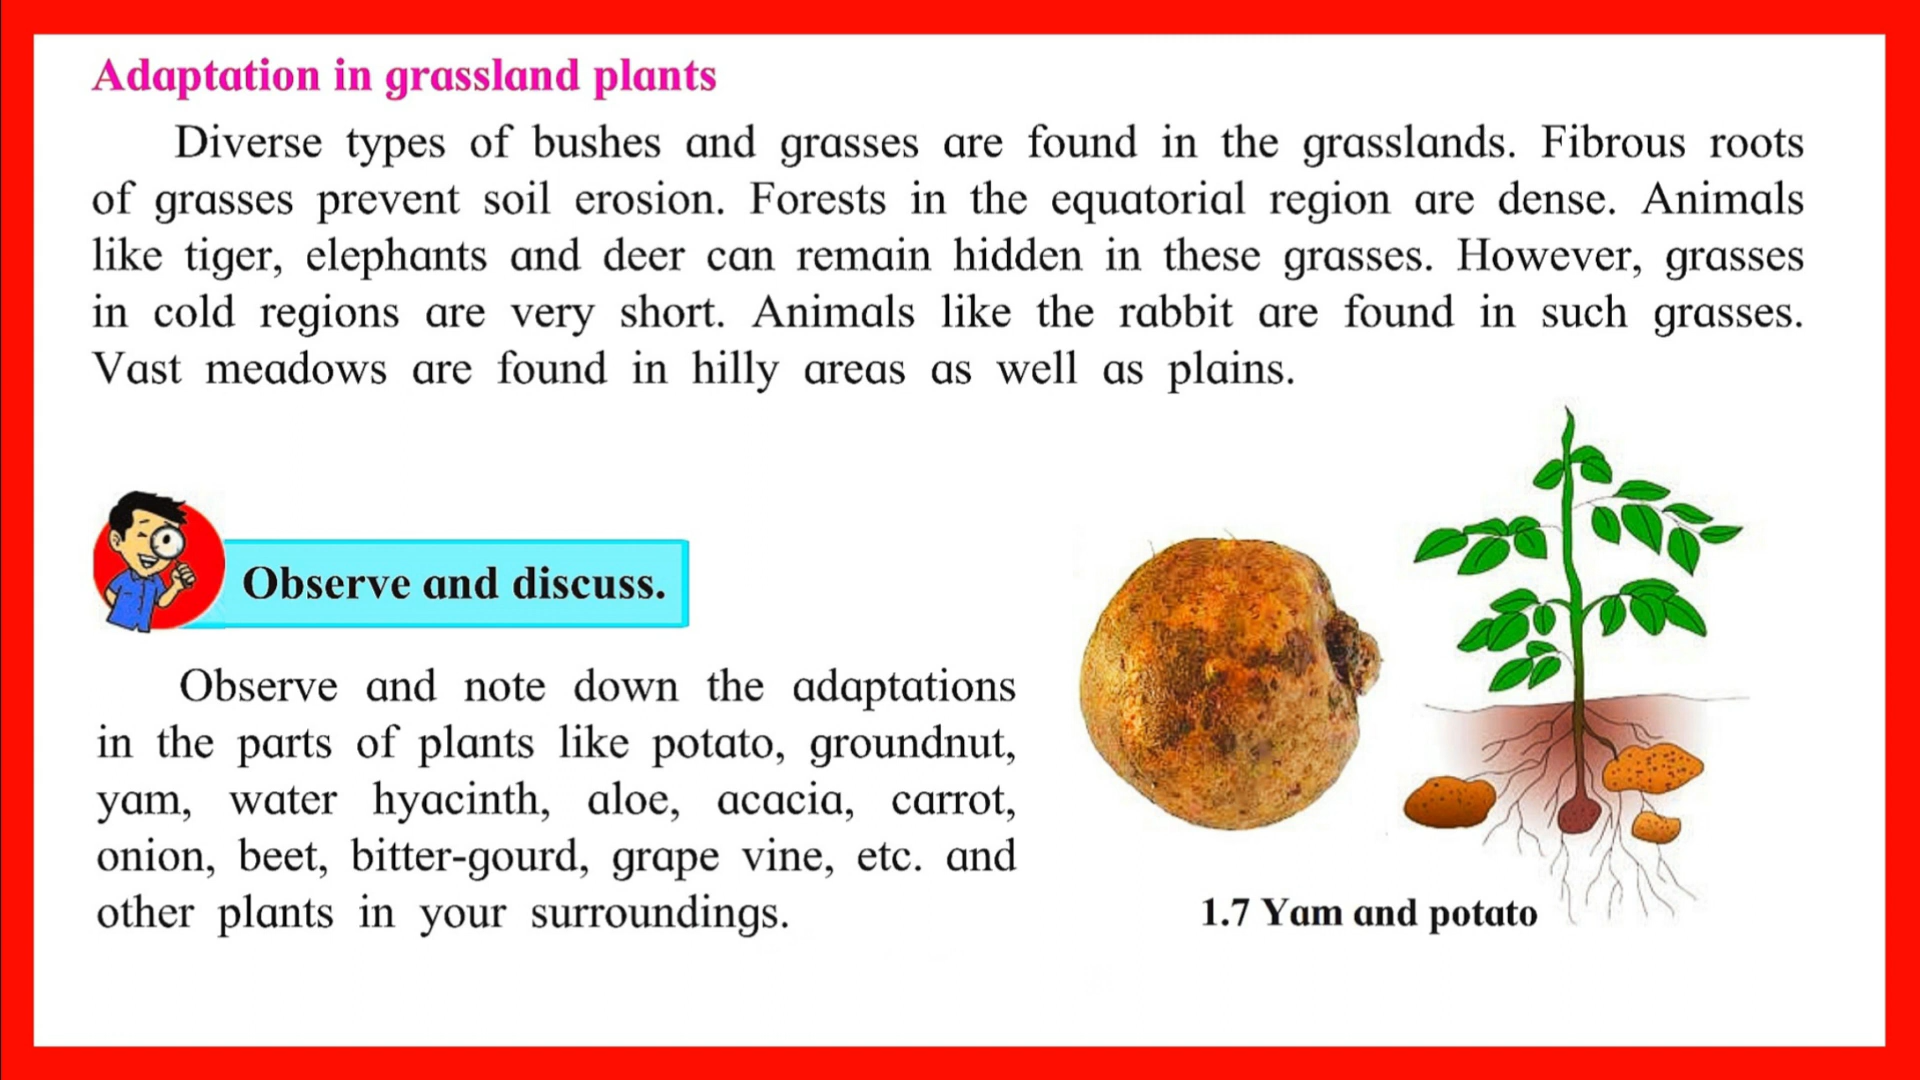 Adaptation in grassland plants
Diverse types of bushes and grasses are found in the grasslands. Fibrous roots
of grasses prevent soil erosion. Forests in the equatorial region are dense. Animals
like tiger, elephants and deer can remain hidden in these grasses. However, grasses
in cold regions are very short. Animals like the rabbit are found in such grasses.
Vast meadows are found in hilly areas as well as plains.
Observe and discuss.
Observe and note down the adaptations
in the parts of plants like potato, groundnut,
yam, water hyacinth, aloe, acacia, carrot,
onion, beet, bitter-gourd, grape vine, etc. and
other plants in your surroundings.
1.7 Yam and potato